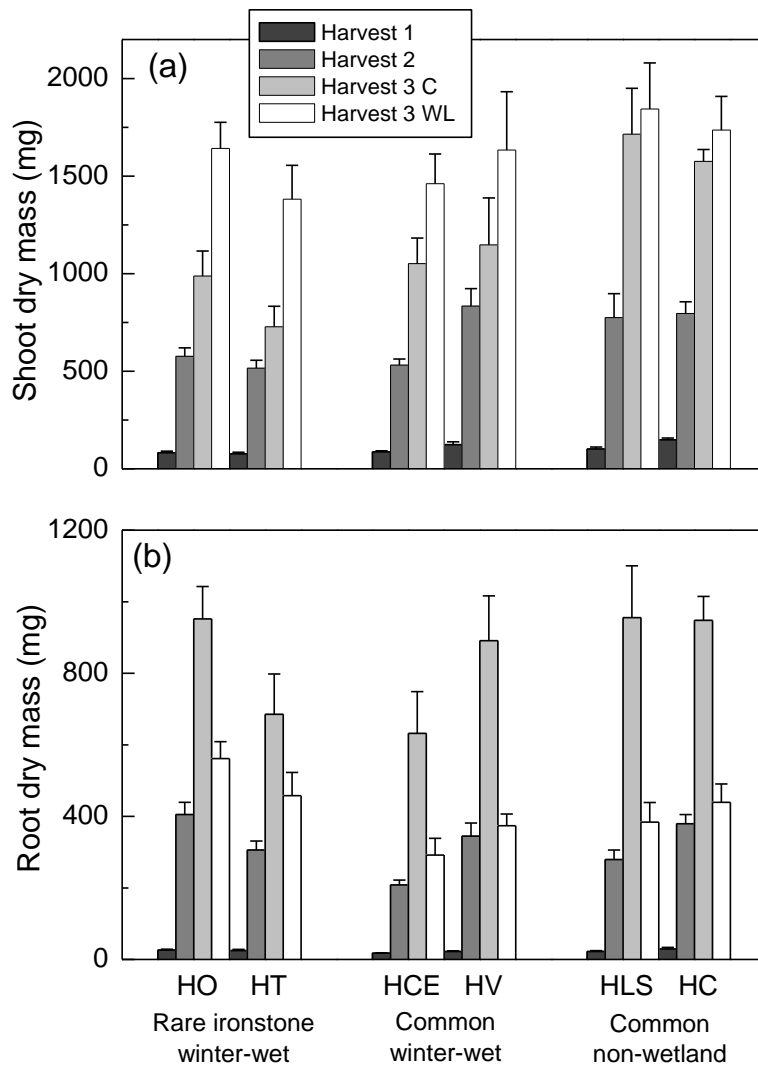 Harvest 1
Harvest 2
Harvest 3 C
Harvest 3 WL
(a)
2000
1500
1000
500
0
Shoot dry mass (mg)
(b)
1200
800
400
0
Root dry mass (mg)
HO HT HCE HV HLS HC
Rare ironstone Common Common
winter-wet winter-wet non-wetland